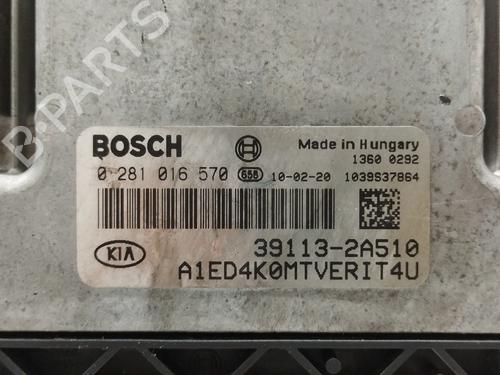 BOSCH
Made in Hungary
1360 0292
0 281 016 570 658 10-02-20 1039S37864
KIA
39113-2A510
A1ED4K0MTVERIT4U
B-PARTS